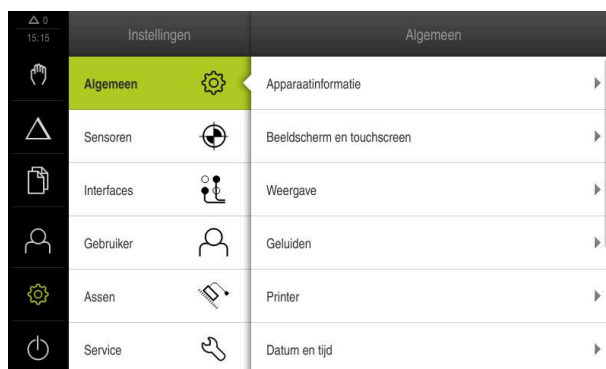 △ 0
15:15
Instellingen
Algemeen
Algemeen
Sensoren
Interfaces
Gebruiker
Assen
Service
Apparaatinformatie
Beeldscherm en touchscreen
Weergave
Geluiden
Printer
Datum en tijd